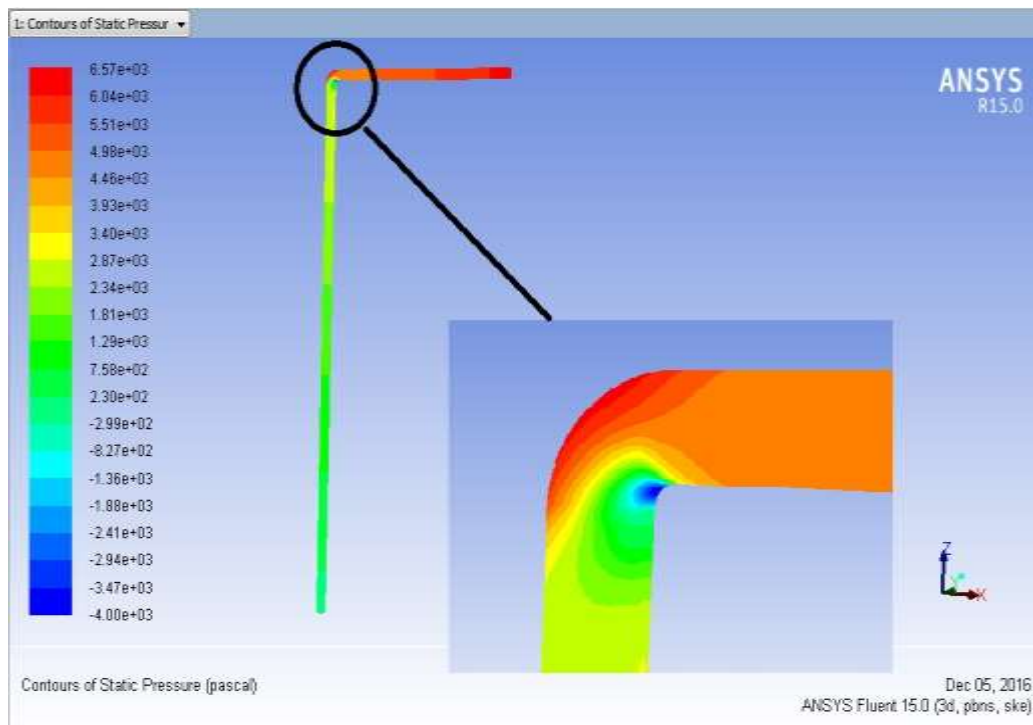 1: Contours of Static Pressur
ANSYS
R15.0
6.57e+03
6.04e+03
5.51e+03
4.98e+03
4.46e+03
3.93e+03
3.40e+03
2.87e+03
2.34e+03
1.81e+03
1.29e+03
7.58e+02
2.30e+02
-2.99e+02
-8.27e+02
-1.36e+03
-1.88e+03
-2.41e+03
-2.94e+03
-3.47e+03
-4.00e+03
Z
Y
X
Contours of Static Pressure (pascal)
Dec 05, 2016
ANSYS Fluent 15.0 (3d, pbns, ske)